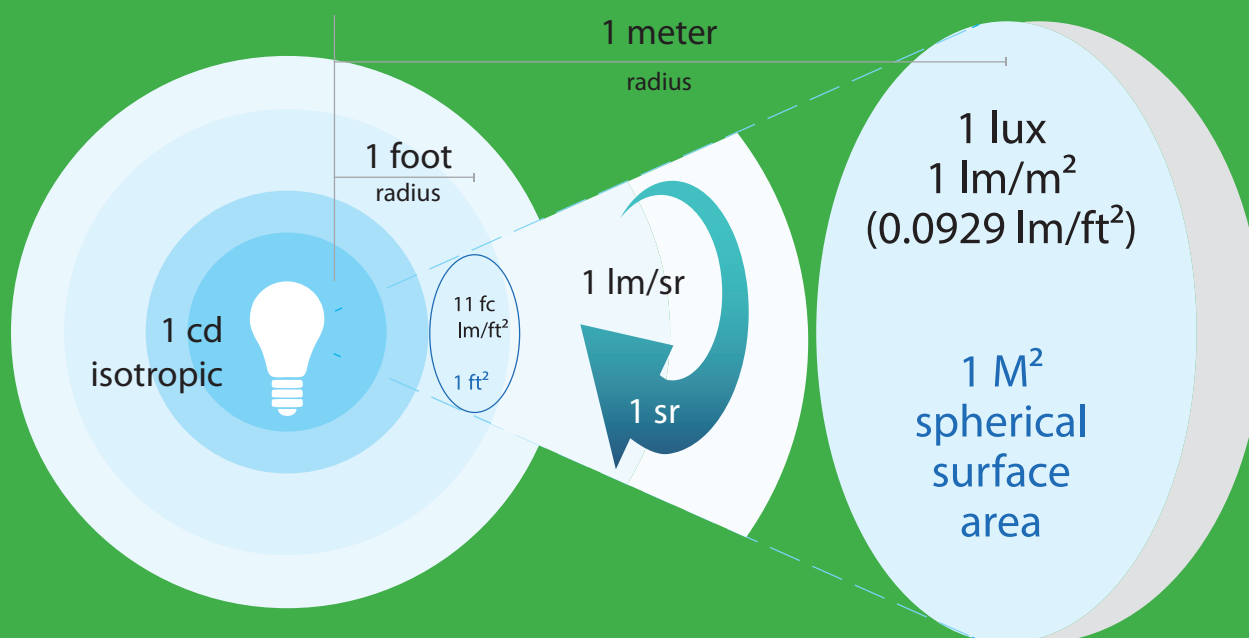 1 meter
radius
1 foot
radius
1 cd
isotropic
11 fc
lm/ft²
1 ft²
1 lm/sr
1 sr
1 lux
1 lm/m²
(0.0929 lm/ft²)
1 M²
spherical
surface
area